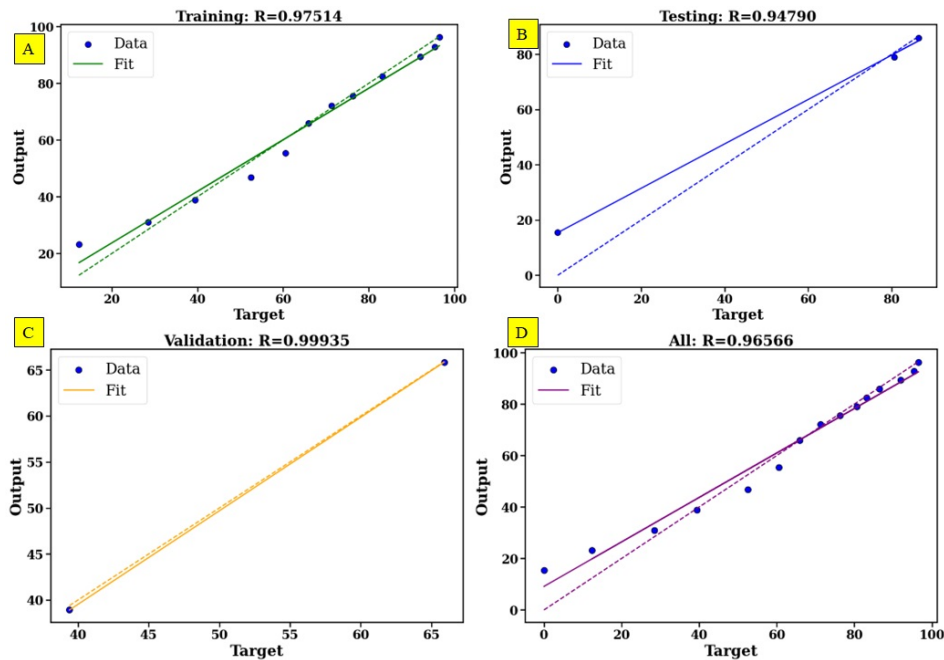 A
Training: R=0.97514
Data
Fit
Output
100
80
60
40
20
20 40 60 80 100
Target
B
Testing: R=0.94790
Data
Fit
Output
80
60
40
20
0
0 20 40 60 80
Target
C
Validation: R=0.99935
Data
Fit
Output
65
60
55
50
45
40
40 45 50 55 60 65
Target
D
All: R=0.96566
Data
Fit
Output
100
80
60
40
20
0
0 20 40 60 80 100
Target